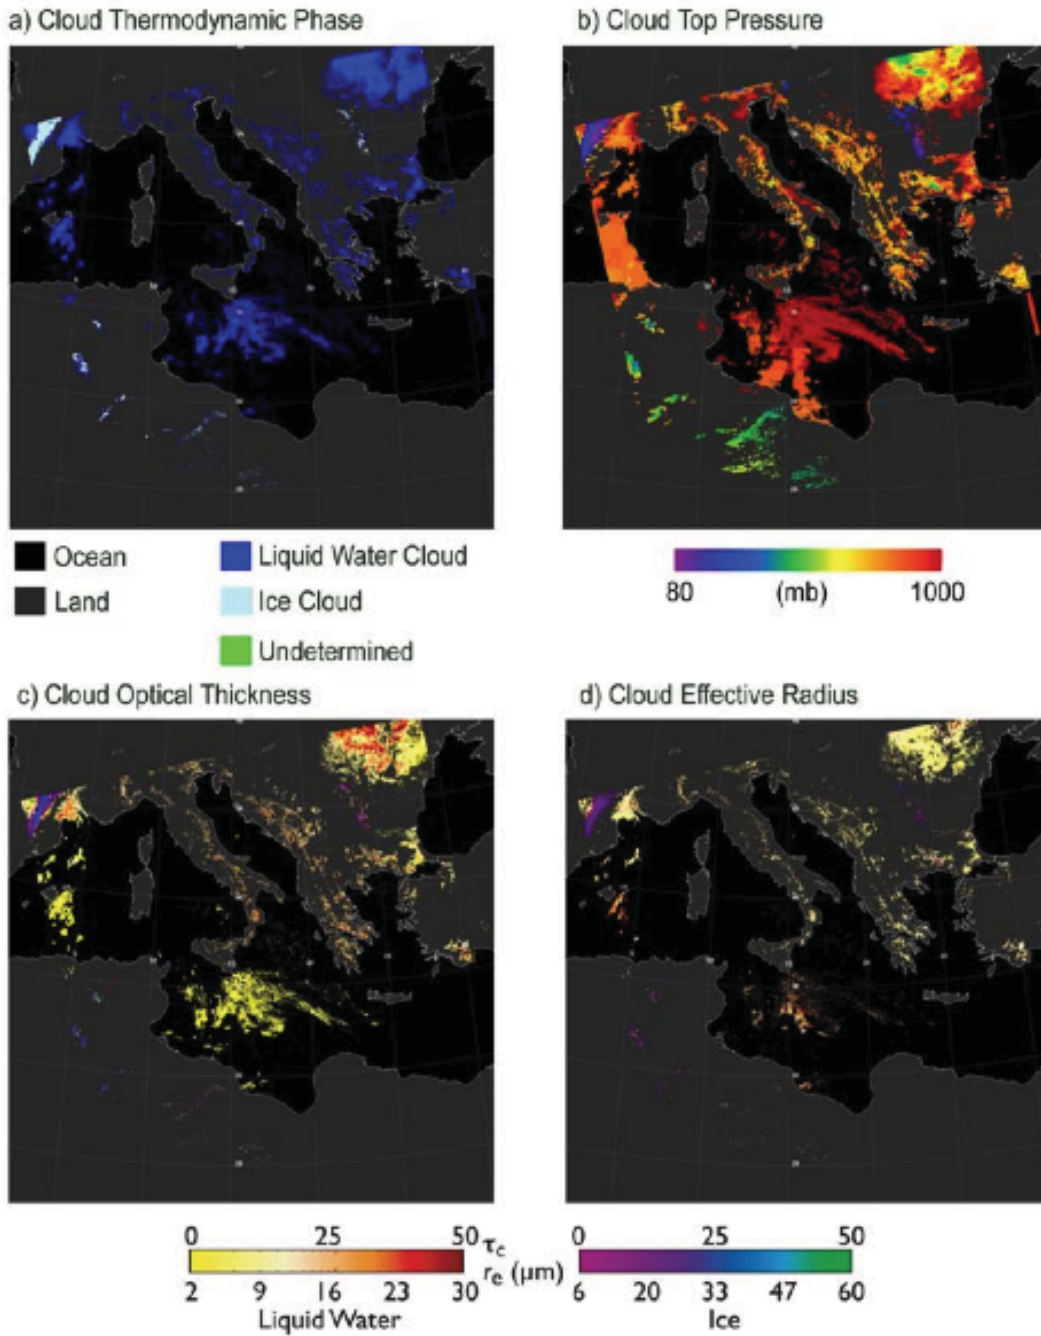 a) Cloud Thermodynamic Phase
b) Cloud Top Pressure
Ocean
Liquid Water Cloud
Land
Ice Cloud
Undetermined
80 (mb) 1000
c) Cloud Optical Thickness
d) Cloud Effective Radius
0 25 50 τc
2 9 16 23 30 re (µm)
Liquid Water
0 25 50
6 20 33 47 60
Ice